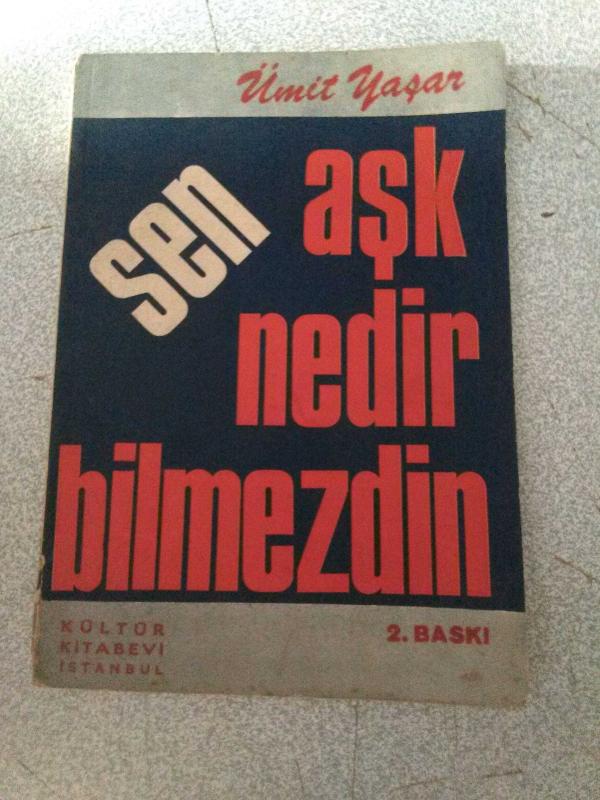 Ümit Yaşar
sen
aşk
nedir
bilmezdin
KÜLTÜR
KİTABEVİ
İSTANBUL
2. BASKI